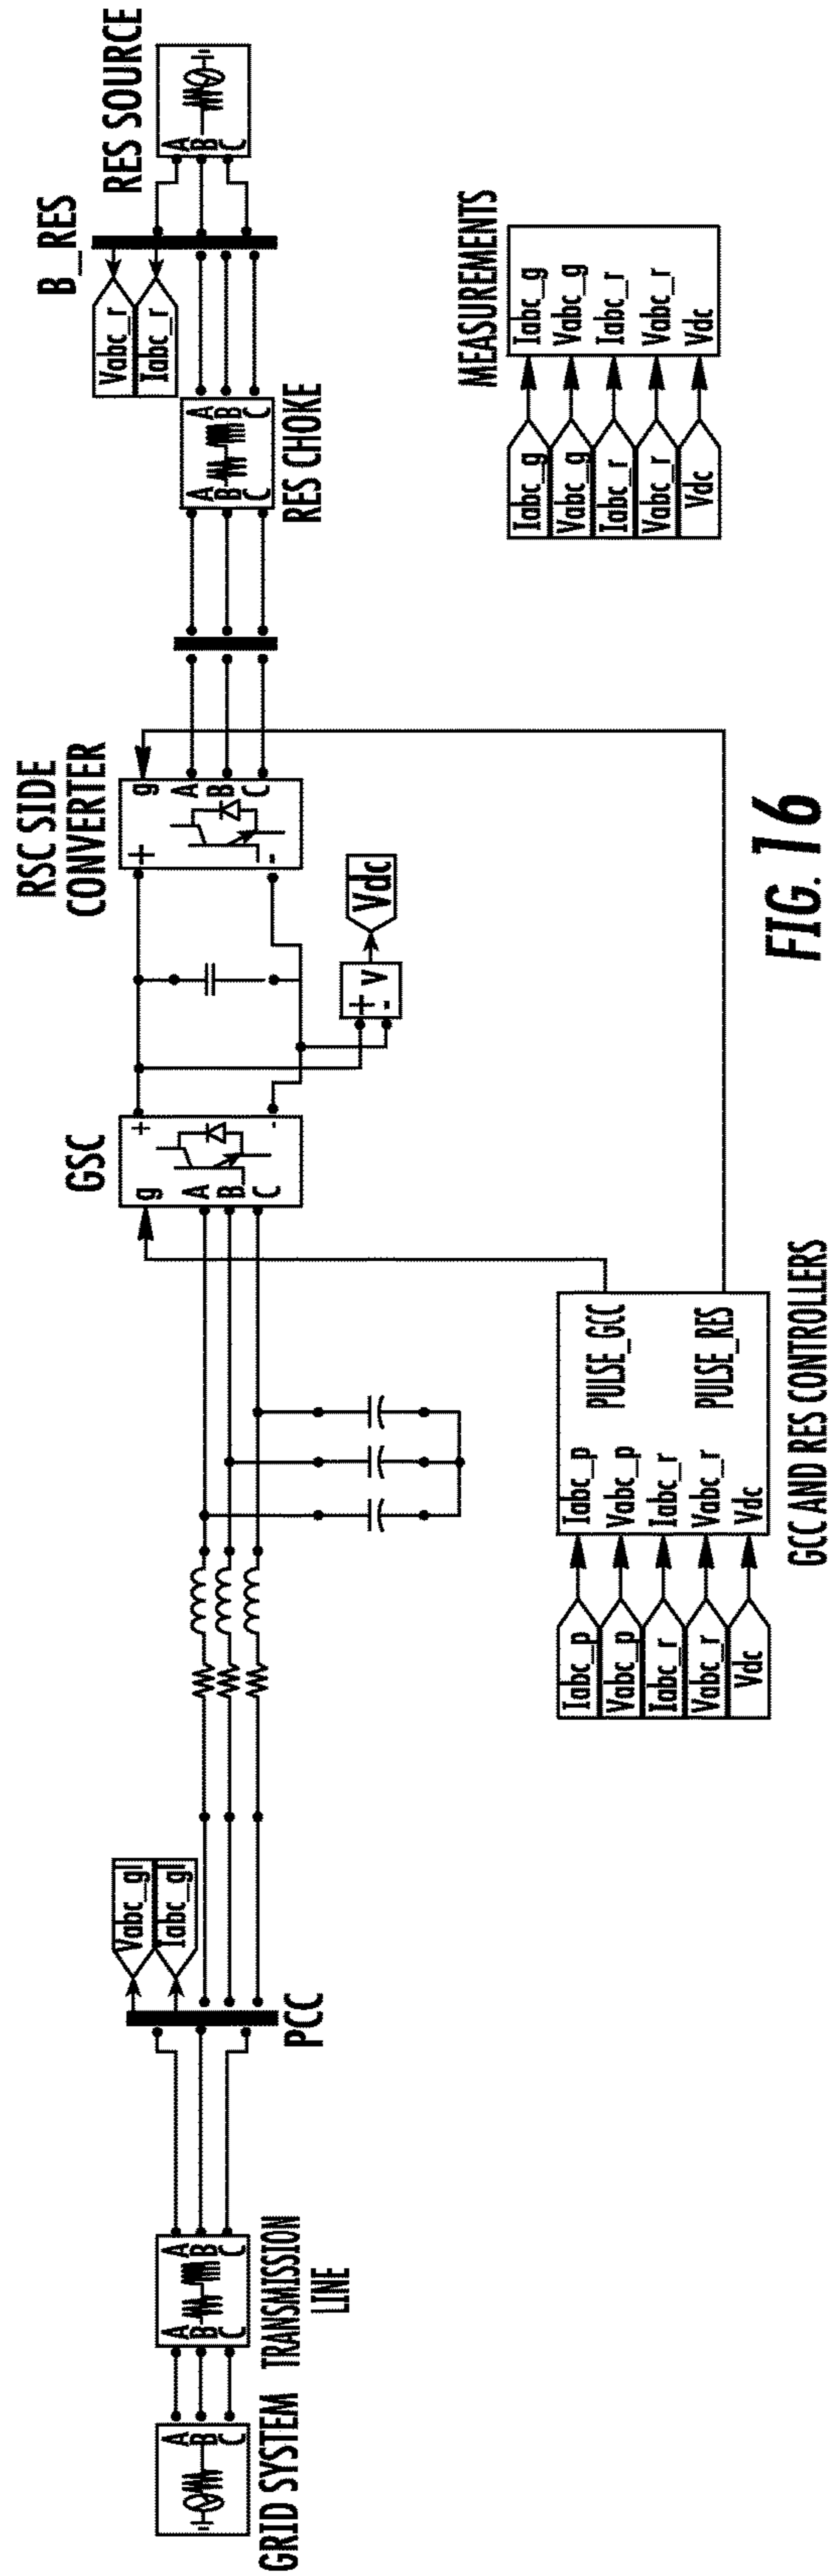 GRID SYSTEM
A
B
C
TRANSMISSION
LINE
A
B
C
A
B
C
PCC
Vabc_gl
Iabc_gl
GSC
g
A
B
C
+
-
+
-
V
Vdc
RSC SIDE
CONVERTER
+
-
g
A
B
C
RES CHOKE
A
B
C
A
B
C
B_RES
Vabc_r
Iabc_r
RES SOURCE
A
B
C
Iabc_p
Vabc_p
Iabc_r
Vabc_r
Vdc
Iabc_p
Vabc_p
Iabc_r
Vabc_r
Vdc
PULSE_GCC
PULSE_RES
GCC AND RES CONTROLLERS
MEASUREMENTS
Iabc_g
Vabc_g
Iabc_r
Vabc_r
Vdc
Iabc_g
Vabc_g
Iabc_r
Vabc_r
Vdc
FIG. 16